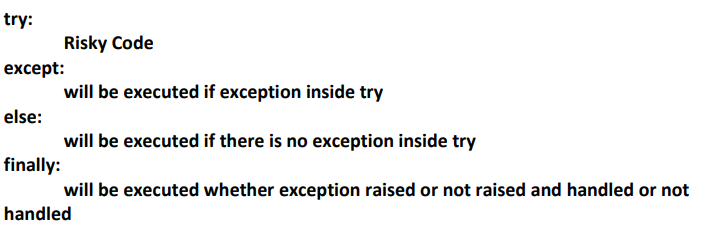 try:
Risky Code
except:
will be executed if exception inside try
else:
will be executed if there is no exception inside try
finally:
will be executed whether exception raised or not raised and handled or not
handled